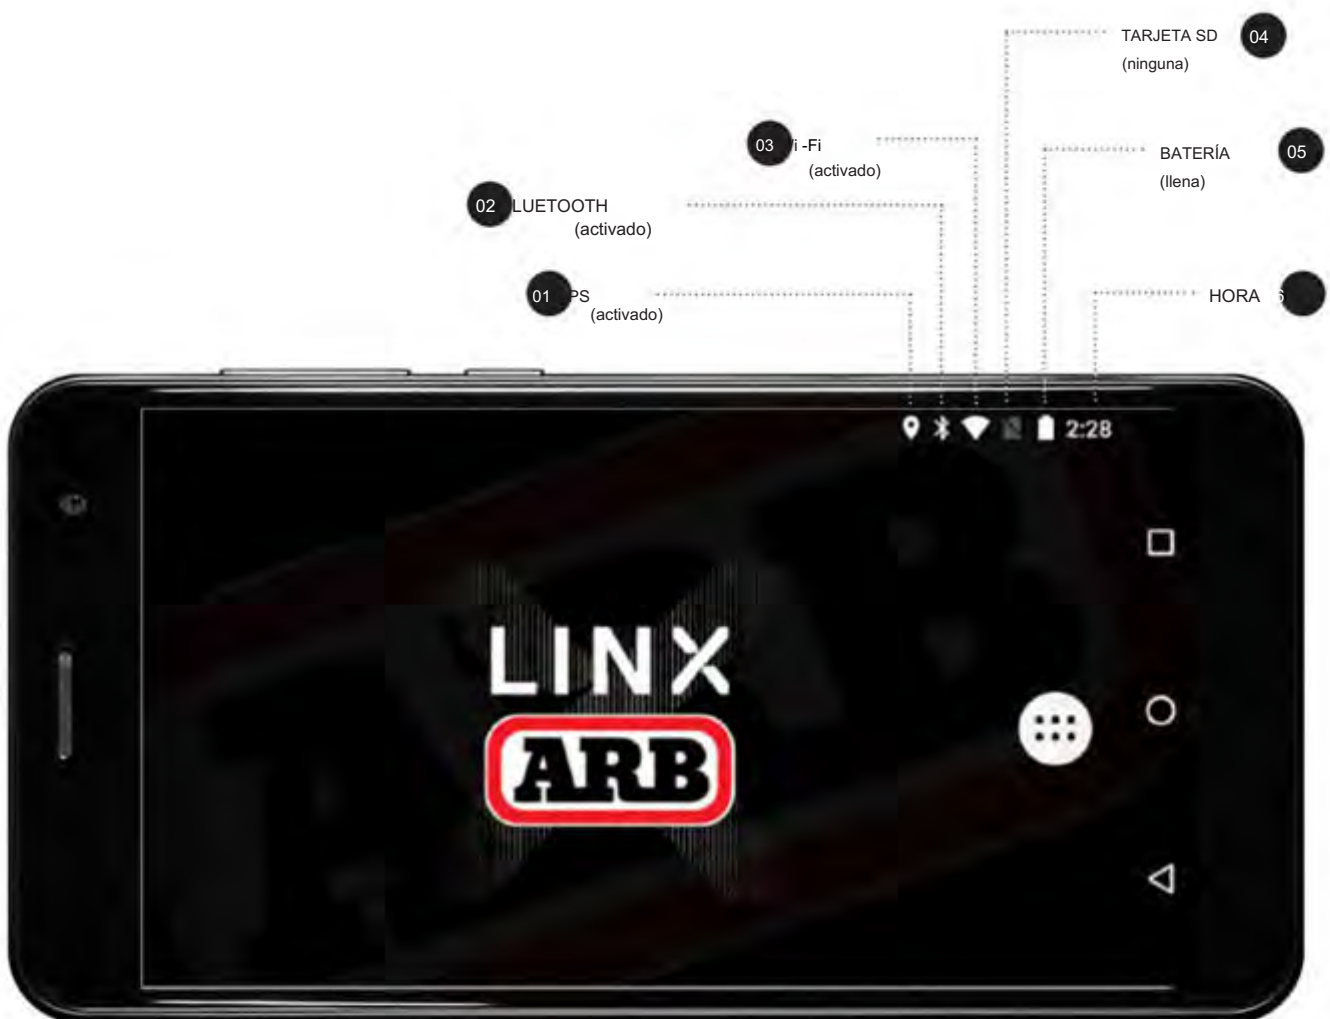 TARJETA SD 04
(ninguna)
03 i -Fi
(activado)
BATERÍA 05
(llena)
02 LUETOOTH
(activado)
01 PS
(activado)
HORA 6
2:28
LINX
ARB